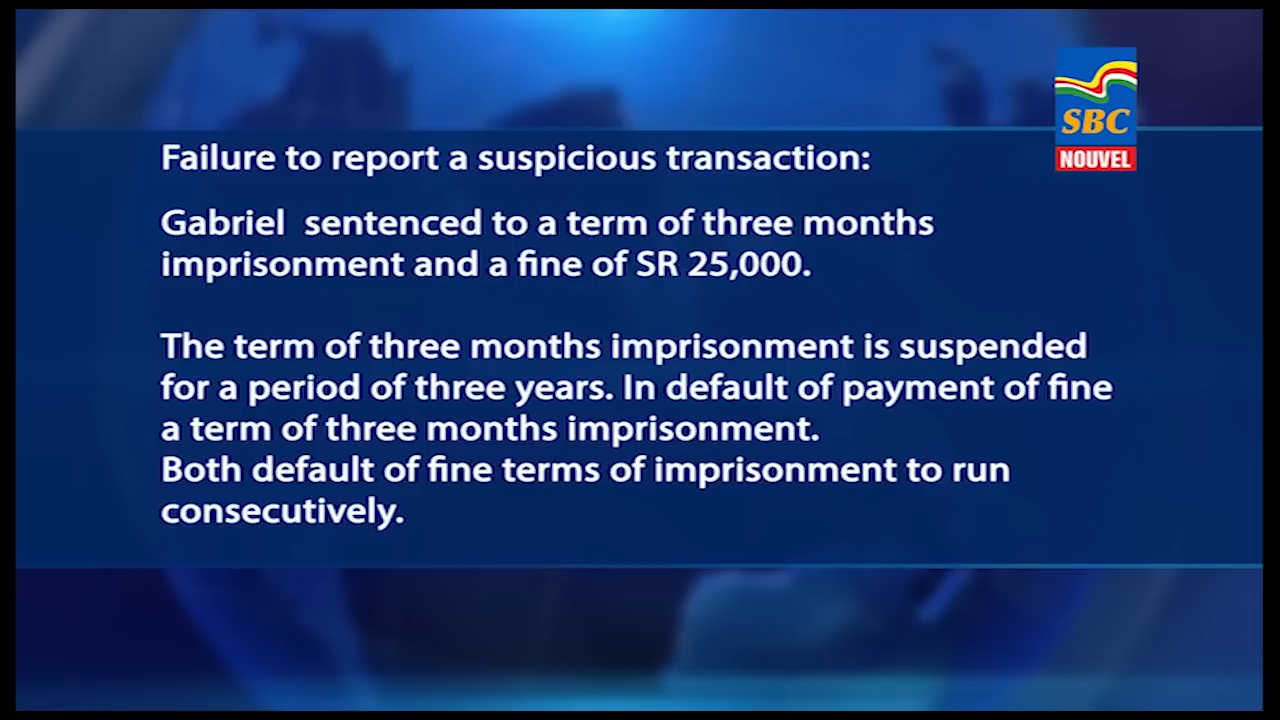 SBC
NOUVEL
Failure to report a suspicious transaction:
Gabriel  sentenced to a term of three months
imprisonment and a fine of SR 25,000.
The term of three months imprisonment is suspended
for a period of three years. In default of payment of fine
a term of three months imprisonment.
Both default of fine terms of imprisonment to run
consecutively.